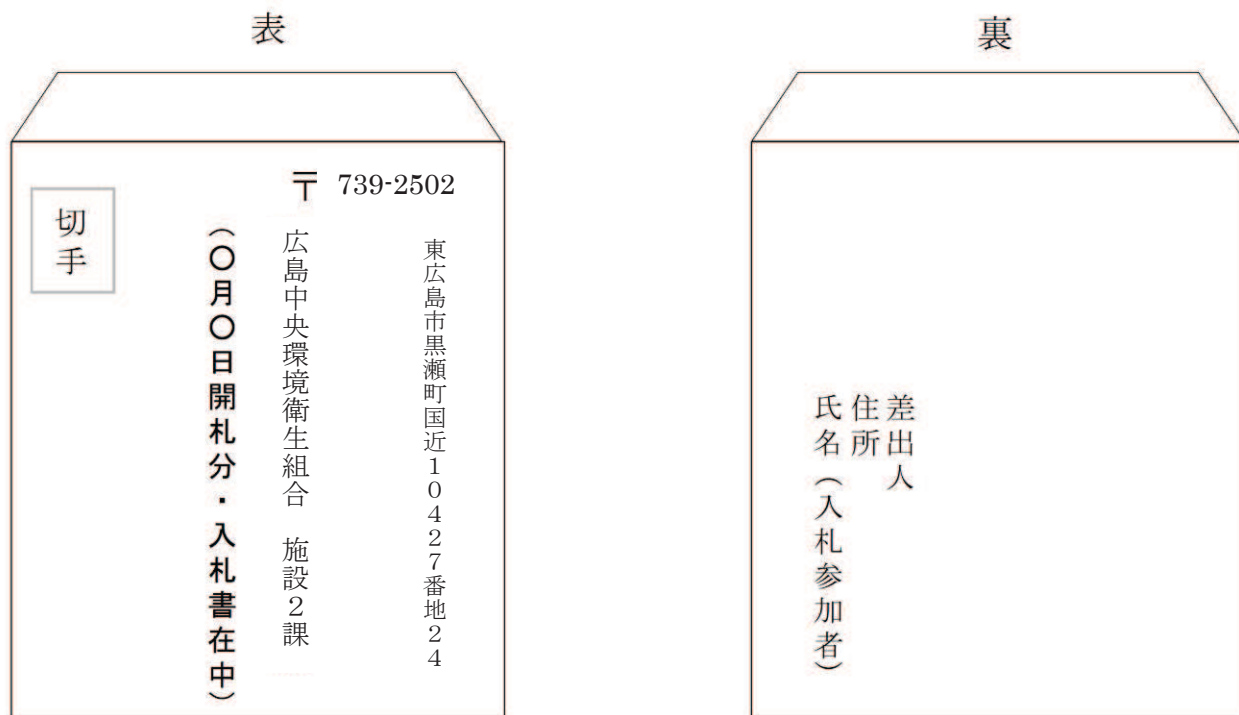 表
切手
〒 739-2502
東広島市黒瀬町国近10427番地24
広島中央環境衛生組合　施設2課
(〇月〇日開札分・入札書在中)
裏
差出人
住所
氏名(入札参加者)